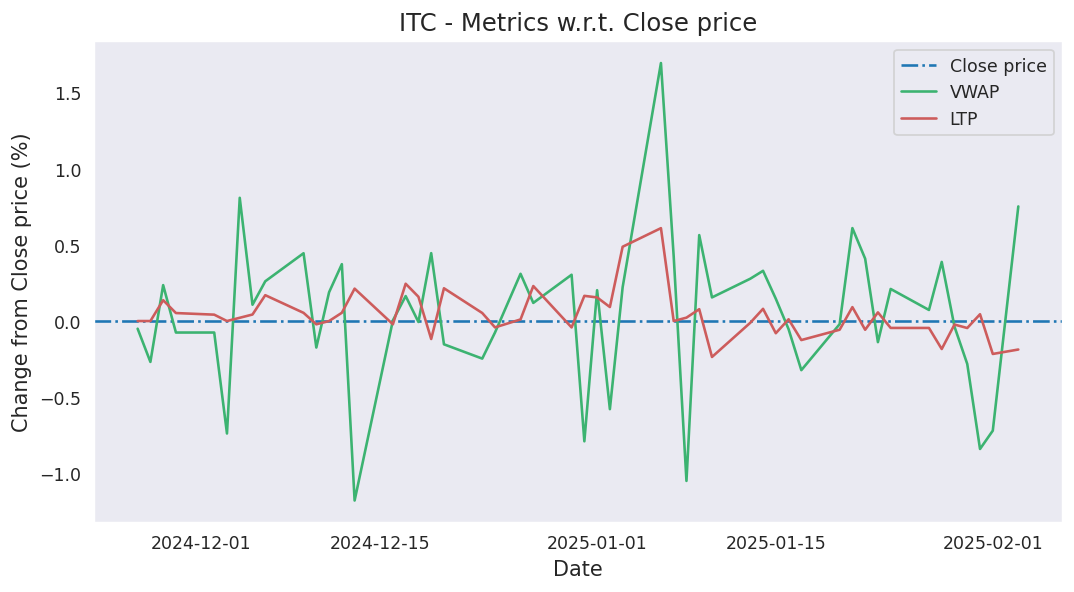 ITC - Metrics w.r.t. Close price
Close price
VWAP
LTP
Change from Close price (%)
1.5
1.0
0.5
0.0
−0.5
−1.0
2024-12-01 2024-12-15 2025-01-01 2025-01-15 2025-02-01
Date